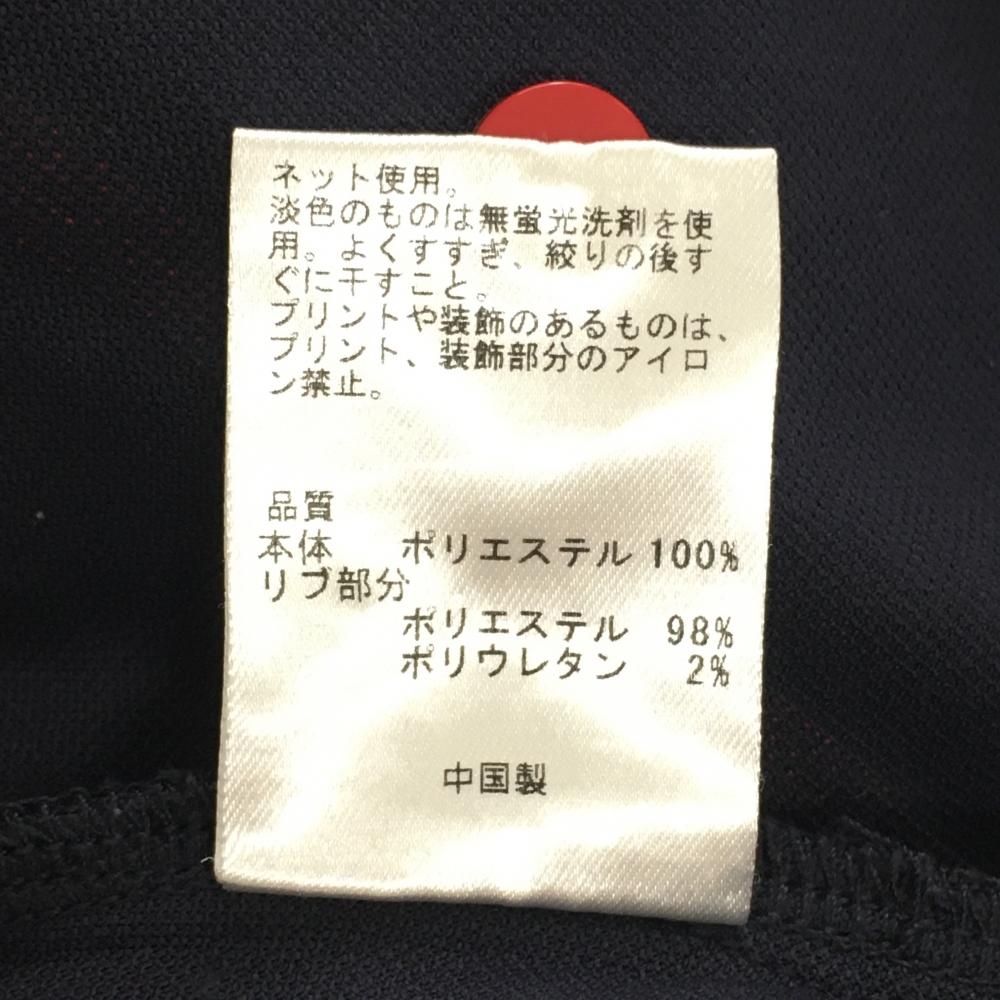 ネット使用。
淡色のものは無蛍光洗剤を使
用。よくすすぎ、絞りの後す
ぐに干すこと。
プリントや装飾のあるものは、
プリント、装飾部分のアイロ
ン禁止。
品質
本体 ポリエステル 100%
リブ部分
ポリエステル 98%
ポリウレタン 2%
中国製